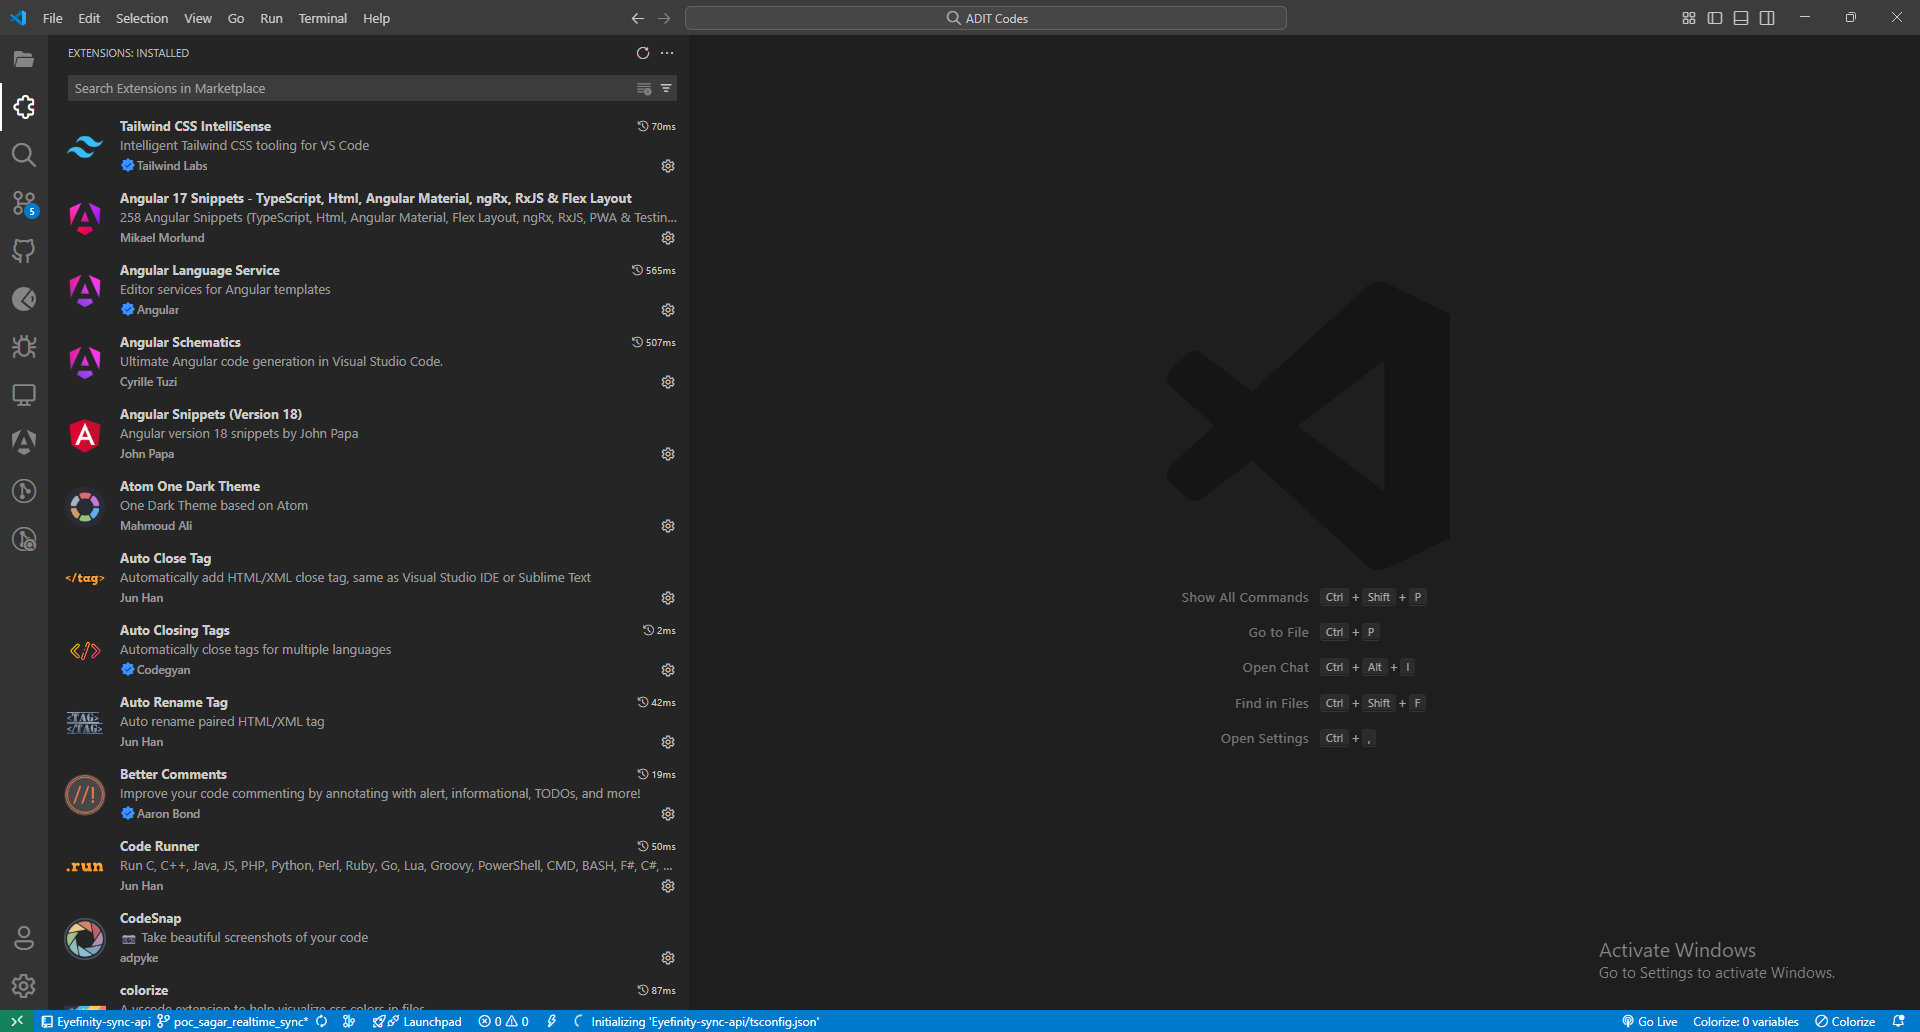 File Edit Selection View Go Run Terminal Help
ADIT Codes
EXTENSIONS: INSTALLED
Search Extensions in Marketplace
Tailwind CSS IntelliSense 70ms
Intelligent Tailwind CSS tooling for VS Code
Tailwind Labs
Angular 17 Snippets - TypeScript, Html, Angular Material, ngRx, RxJS & Flex Layout
258 Angular Snippets (TypeScript, Html, Angular Material, Flex Layout, ngRx, RxJS, PWA & Testin...
Mikael Morlund
Angular Language Service 565ms
Editor services for Angular templates
Angular
Angular Schematics 507ms
Ultimate Angular code generation in Visual Studio Code.
Cyrille Tuzi
Angular Snippets (Version 18)
Angular version 18 snippets by John Papa
John Papa
Atom One Dark Theme
One Dark Theme based on Atom
Mahmoud Ali
Auto Close Tag
</tag> Automatically add HTML/XML close tag, same as Visual Studio IDE or Sublime Text
Jun Han
Auto Closing Tags 2ms
</> Automatically close tags for multiple languages
Codegyan
Auto Rename Tag 42ms
<TAG>
</TAG>
Auto rename paired HTML/XML tag
Jun Han
Better Comments 19ms
//! Improve your code commenting by annotating with alert, informational, TODOs, and more!
Aaron Bond
Code Runner 50ms
.run Run C, C++, Java, JS, PHP, Python, Perl, Ruby, Go, Lua, Groovy, PowerShell, CMD, BASH, F#, C#, ...
Jun Han
CodeSnap
📷 Take beautiful screenshots of your code
adpyke
colorize 87ms
A vscode extension to help visualize css colors in files
5
Show All Commands Ctrl + Shift + P
Go to File Ctrl + P
Open Chat Ctrl + Alt + I
Find in Files Ctrl + Shift + F
Open Settings Ctrl + ,
Activate Windows
Go to Settings to activate Windows.
Eyefinity-sync-api poc_sagar_realtime_sync* Launchpad 0 0 Initializing 'Eyefinity-sync-api/tsconfig.json' Go Live Colorize: 0 variables Colorize